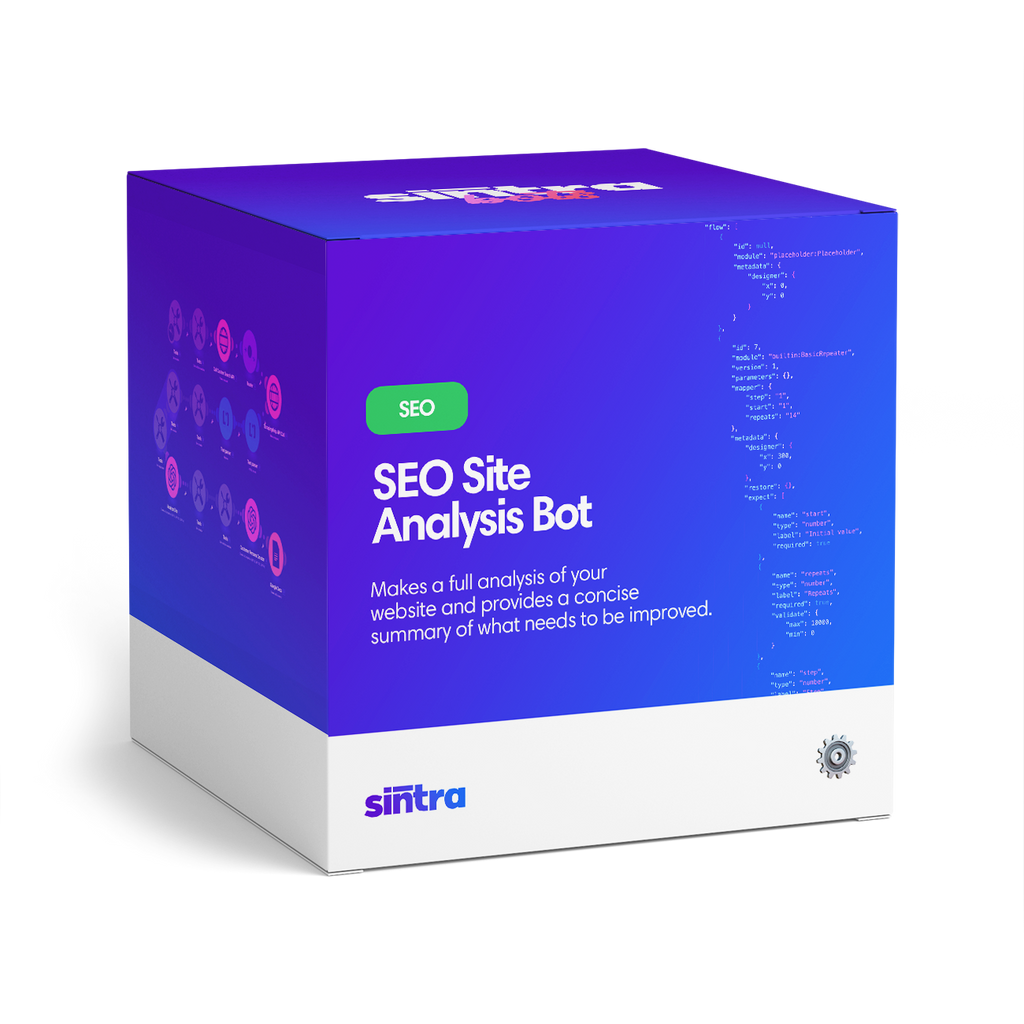 sintra
SEO
SEO Site
Analysis Bot
Makes a full analysis of your
website and provides a concise
summary of what needs to be improved.
"flow": [
{
"id": null,
"module": "placeholder:Placeholder",
"metadata": {
"designer": {
"x": 0,
"y": 0
}
}
},
{
"id": 7,
"module": "builtin:BasicRepeater",
"version": 1,
"parameters": {},
"mapper": {
"step": "1",
"start": "1",
"repeats": "14"
},
"metadata": {
"designer": {
"x": 300,
"y": 0
},
"restore": {},
"expect": [
{
"name": "start",
"type": "number",
"label": "Initial value",
"required": true
},
{
"name": "repeats",
"type": "number",
"label": "Repeats",
"required": true,
"validate": {
"max": 10000,
"min": 0
}
},
{
"name": "step",
"type": "number",
sintra